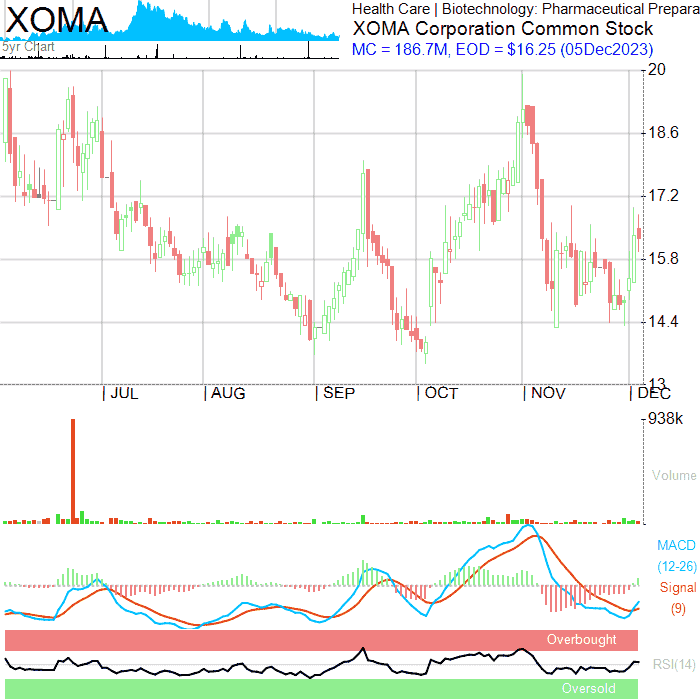 XOMA
5yr Chart
Health Care | Biotechnology: Pharmaceutical Prepara
XOMA Corporation Common Stock
MC = 186.7M, EOD = $16.25 (05Dec2023)
20
18.6
17.2
15.8
14.4
13
| JUL | AUG | SEP | OCT | NOV | DEC
938k
Volume
MACD
(12-26)
Signal
(9)
Overbought
RSI(14)
Oversold